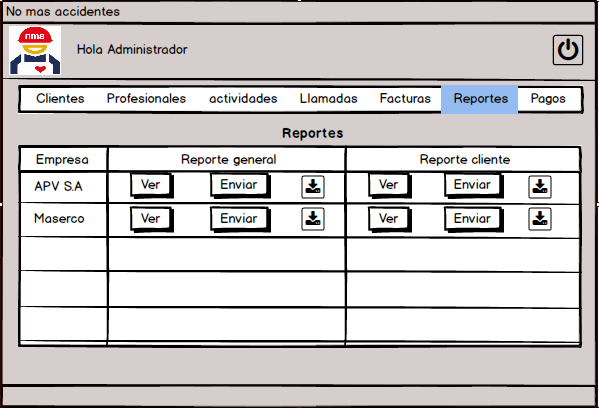 No mas accidentes
nma
Hola Administrador
Clientes Profesionales actividades Llamadas Facturas Reportes Pagos
Reportes
Empresa Reporte general Reporte cliente
APV S.A Ver Enviar Ver Enviar
Maserco Ver Enviar Ver Enviar